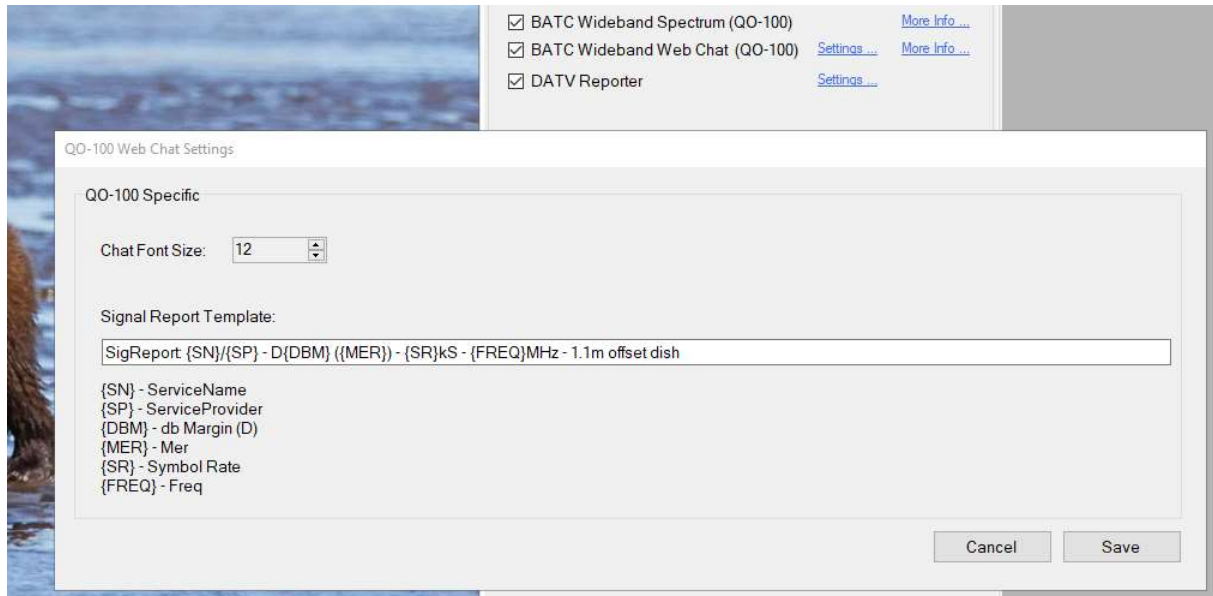 BATC Wideband Spectrum (QO-100) More Info ...
BATC Wideband Web Chat (QO-100) Settings ... More Info ...
DATV Reporter Settings ...
QO-100 Web Chat Settings
QO-100 Specific
Chat Font Size: 12
Signal Report Template:
SigReport: {SN}/{SP} - D{DBM} ({MER}) - {SR}kS - {FREQ}MHz - 1.1m offset dish
{SN} - ServiceName
{SP} - ServiceProvider
{DBM} - db Margin (D)
{MER} - Mer
{SR} - Symbol Rate
{FREQ} - Freq
Cancel Save